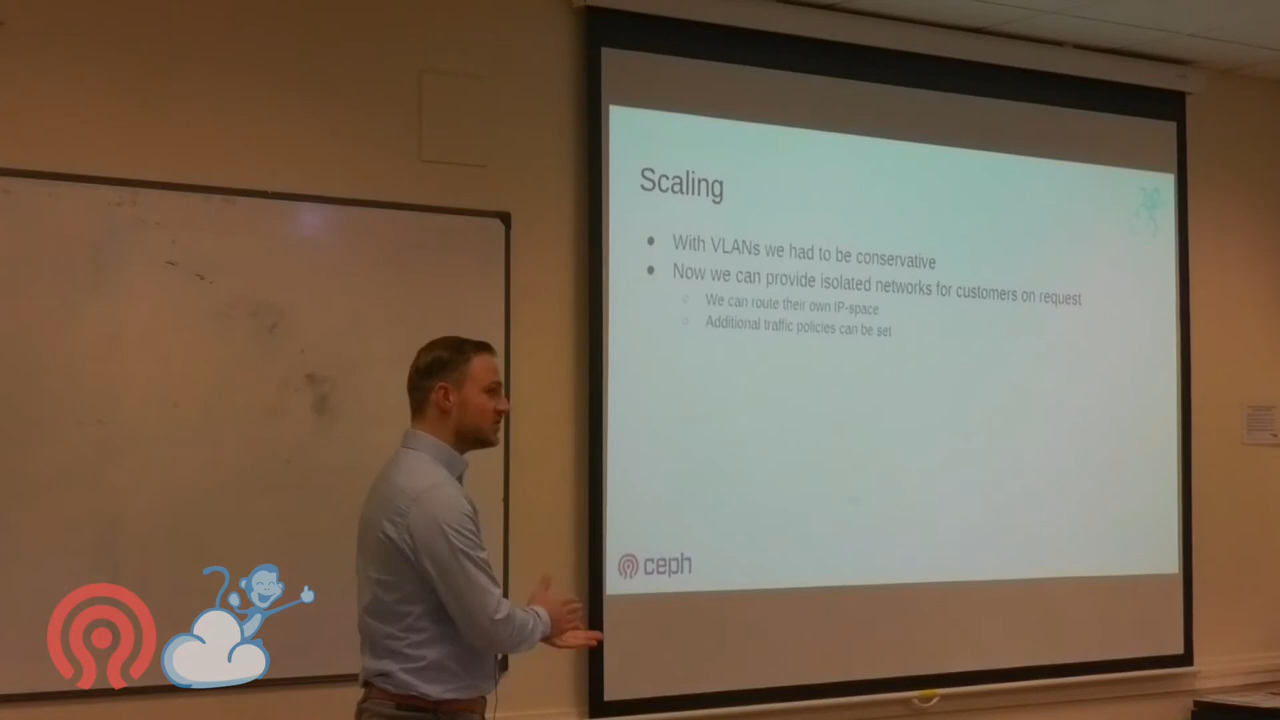 Scaling
With VLANs we had to be conservative
Now we can provide isolated networks for customers on request
We can route their own IP-space
Additional traffic policies can be set
ceph